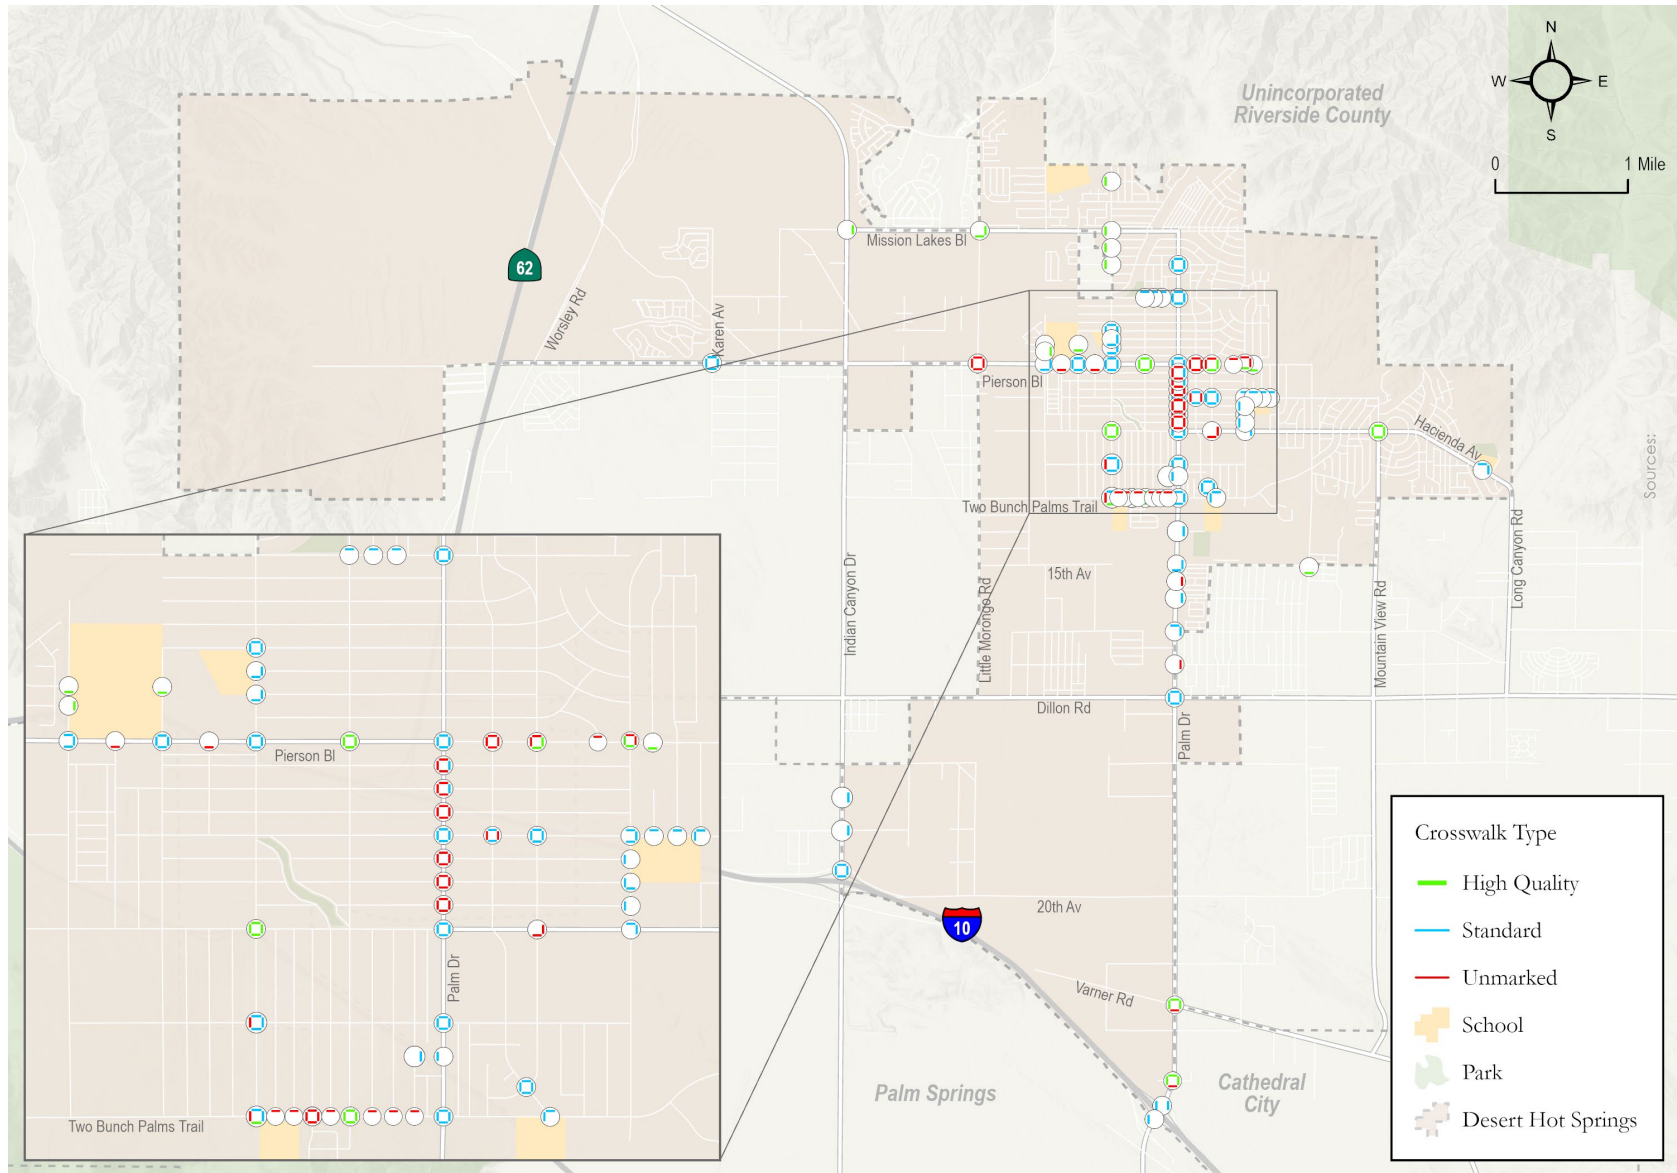 N
W
E
S
0
1 Mile
Unincorporated
Riverside County
Mission Lakes Bl
62
Worsley Rd
Karen Av
Pierson Bl
Hacienda Av
Sources:
Two Bunch Palms Trail
Indian Canyon Dr
Little Morongo Rd
15th Av
Mountain View Rd
Long Canyon Rd
Dillon Rd
Palm Dr
Pierson Bl
Palm Dr
Two Bunch Palms Trail
20th Av
10
Varner Rd
Palm Springs
Cathedral
City
Crosswalk Type
High Quality
Standard
Unmarked
School
Park
Desert Hot Springs